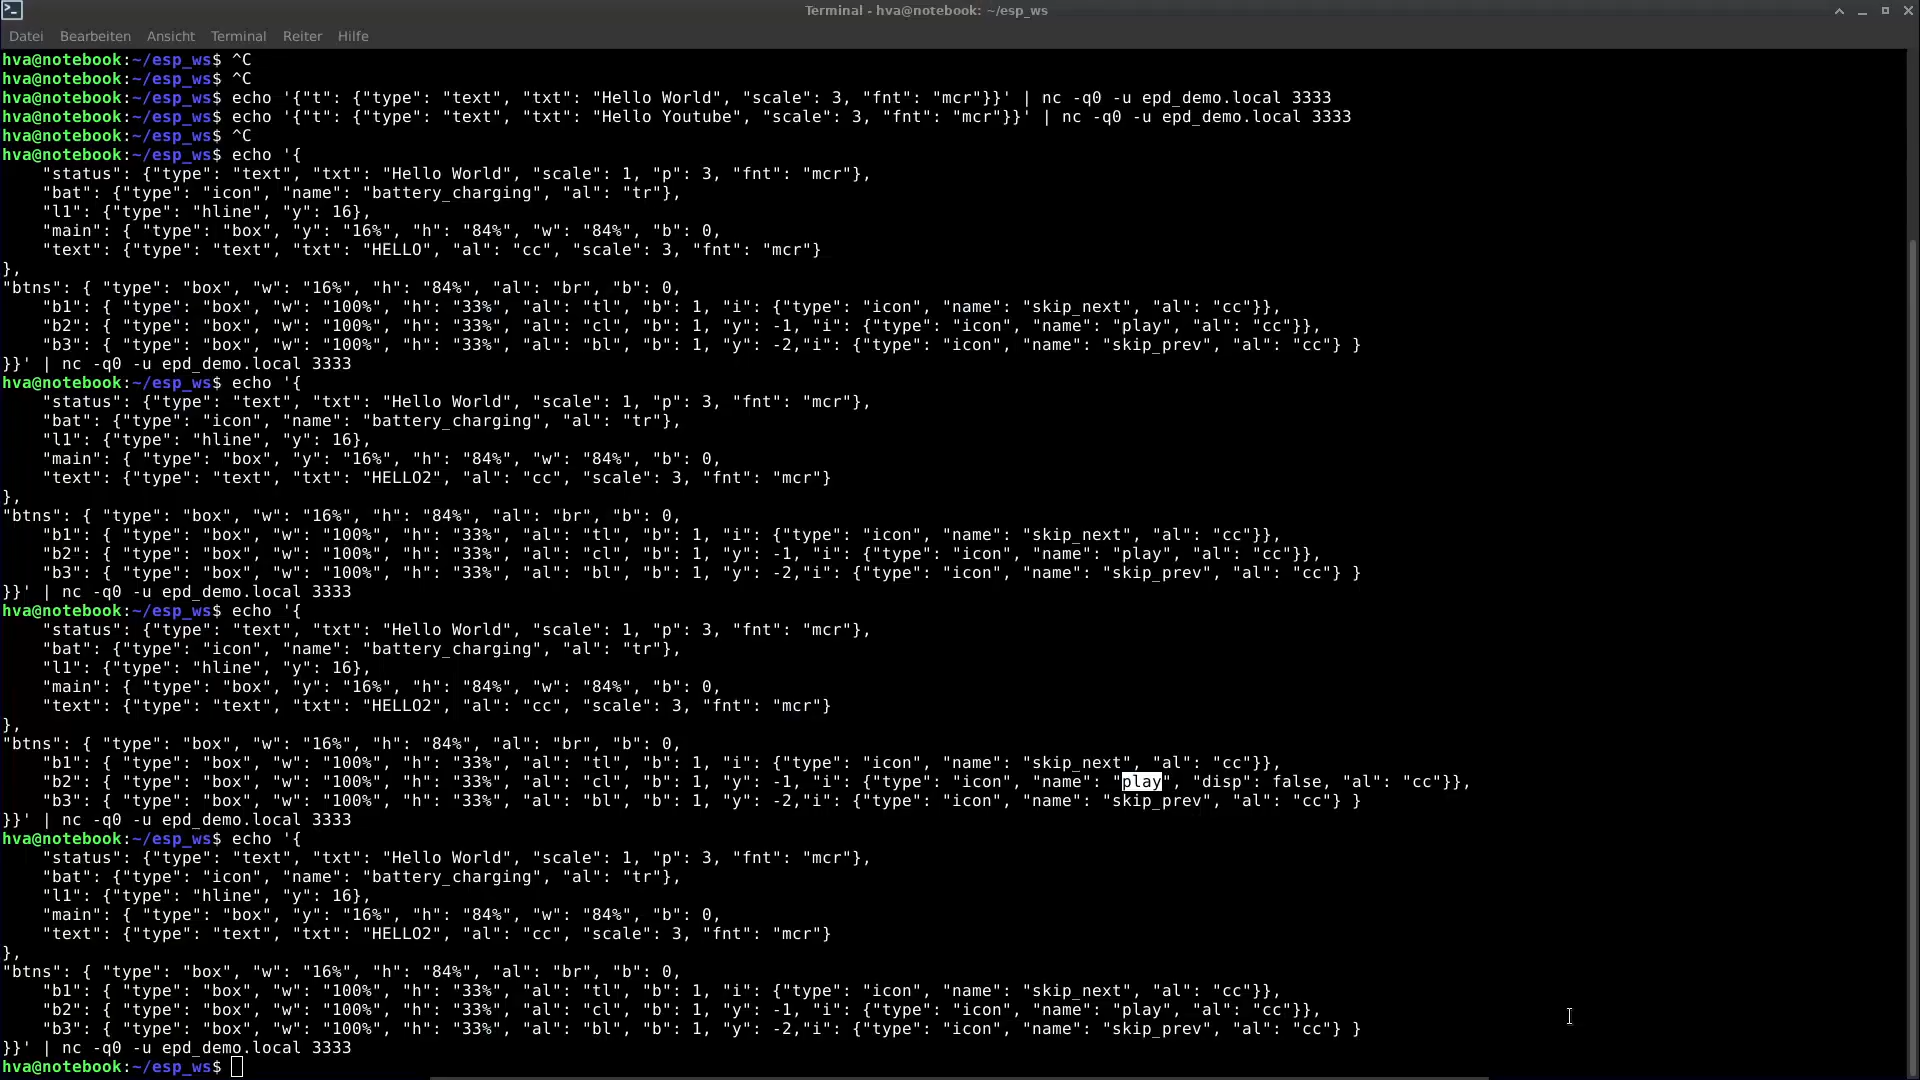 Terminal - hva@notebook: ~/esp_ws
Datei Bearbeiten Ansicht Terminal Reiter Hilfe
hva@notebook:~/esp_ws$ ^C
hva@notebook:~/esp_ws$ ^C
hva@notebook:~/esp_ws$ echo '{"t": {"type": "text", "txt": "Hello World", "scale": 3, "fnt": "mcr"}}' | nc -q0 -u epd_demo.local 3333
hva@notebook:~/esp_ws$ echo '{"t": {"type": "text", "txt": "Hello Youtube", "scale": 3, "fnt": "mcr"}}' | nc -q0 -u epd_demo.local 3333
hva@notebook:~/esp_ws$ ^C
hva@notebook:~/esp_ws$ echo '{
    "status": {"type": "text", "txt": "Hello World", "scale": 1, "p": 3, "fnt": "mcr"},
    "bat": {"type": "icon", "name": "battery_charging", "al": "tr"},
    "l1": {"type": "hline", "y": 16},
    "main": { "type": "box", "y": "16%", "h": "84%", "w": "84%", "b": 0,
    "text": {"type": "text", "txt": "HELLO", "al": "cc", "scale": 3, "fnt": "mcr"}
},
"btns": { "type": "box", "w": "16%", "h": "84%", "al": "br", "b": 0,
    "b1": { "type": "box", "w": "100%", "h": "33%", "al": "tl", "b": 1, "i": {"type": "icon", "name": "skip_next", "al": "cc"}},
    "b2": { "type": "box", "w": "100%", "h": "33%", "al": "cl", "b": 1, "y": -1,"i": {"type": "icon", "name": "play", "al": "cc"}},
    "b3": { "type": "box", "w": "100%", "h": "33%", "al": "bl", "b": 1, "y": -2,"i": {"type": "icon", "name": "skip_prev", "al": "cc"} }
}}' | nc -q0 -u epd_demo.local 3333
hva@notebook:~/esp_ws$ echo '{
    "status": {"type": "text", "txt": "Hello World", "scale": 1, "p": 3, "fnt": "mcr"},
    "bat": {"type": "icon", "name": "battery_charging", "al": "tr"},
    "l1": {"type": "hline", "y": 16},
    "main": { "type": "box", "y": "16%", "h": "84%", "w": "84%", "b": 0,
    "text": {"type": "text", "txt": "HELLO2", "al": "cc", "scale": 3, "fnt": "mcr"}
},
"btns": { "type": "box", "w": "16%", "h": "84%", "al": "br", "b": 0,
    "b1": { "type": "box", "w": "100%", "h": "33%", "al": "tl", "b": 1, "i": {"type": "icon", "name": "skip_next", "al": "cc"}},
    "b2": { "type": "box", "w": "100%", "h": "33%", "al": "cl", "b": 1, "y": -1,"i": {"type": "icon", "name": "play", "al": "cc"}},
    "b3": { "type": "box", "w": "100%", "h": "33%", "al": "bl", "b": 1, "y": -2,"i": {"type": "icon", "name": "skip_prev", "al": "cc"} }
}}' | nc -q0 -u epd_demo.local 3333
hva@notebook:~/esp_ws$ echo '{
    "status": {"type": "text", "txt": "Hello World", "scale": 1, "p": 3, "fnt": "mcr"},
    "bat": {"type": "icon", "name": "battery_charging", "al": "tr"},
    "l1": {"type": "hline", "y": 16},
    "main": { "type": "box", "y": "16%", "h": "84%", "w": "84%", "b": 0,
    "text": {"type": "text", "txt": "HELLO2", "al": "cc", "scale": 3, "fnt": "mcr"}
},
"btns": { "type": "box", "w": "16%", "h": "84%", "al": "br", "b": 0,
    "b1": { "type": "box", "w": "100%", "h": "33%", "al": "tl", "b": 1, "i": {"type": "icon", "name": "skip_next", "al": "cc"}},
    "b2": { "type": "box", "w": "100%", "h": "33%", "al": "cl", "b": 1, "y": -1, "i": {"type": "icon", "name": "play", "disp": false, "al": "cc"}},
    "b3": { "type": "box", "w": "100%", "h": "33%", "al": "bl", "b": 1, "y": -2,"i": {"type": "icon", "name": "skip_prev", "al": "cc"} }
}}' | nc -q0 -u epd_demo.local 3333
hva@notebook:~/esp_ws$ echo '{
    "status": {"type": "text", "txt": "Hello World", "scale": 1, "p": 3, "fnt": "mcr"},
    "bat": {"type": "icon", "name": "battery_charging", "al": "tr"},
    "l1": {"type": "hline", "y": 16},
    "main": { "type": "box", "y": "16%", "h": "84%", "w": "84%", "b": 0,
    "text": {"type": "text", "txt": "HELLO2", "al": "cc", "scale": 3, "fnt": "mcr"}
},
"btns": { "type": "box", "w": "16%", "h": "84%", "al": "br", "b": 0,
    "b1": { "type": "box", "w": "100%", "h": "33%", "al": "tl", "b": 1, "i": {"type": "icon", "name": "skip_next", "al": "cc"}},
    "b2": { "type": "box", "w": "100%", "h": "33%", "al": "cl", "b": 1, "y": -1, "i": {"type": "icon", "name": "play", "al": "cc"}},
    "b3": { "type": "box", "w": "100%", "h": "33%", "al": "bl", "b": 1, "y": -2,"i": {"type": "icon", "name": "skip_prev", "al": "cc"} }
}}' | nc -q0 -u epd_demo.local 3333
hva@notebook:~/esp_ws$